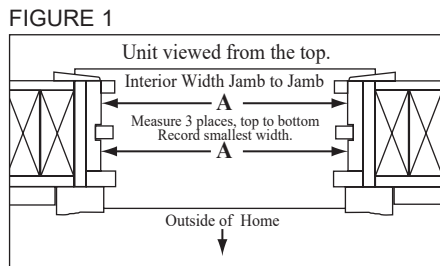 FIGURE 1
Unit viewed from the top.
Interior Width Jamb to Jamb
A
Measure 3 places, top to bottom
Record smallest width.
A
Outside of Home